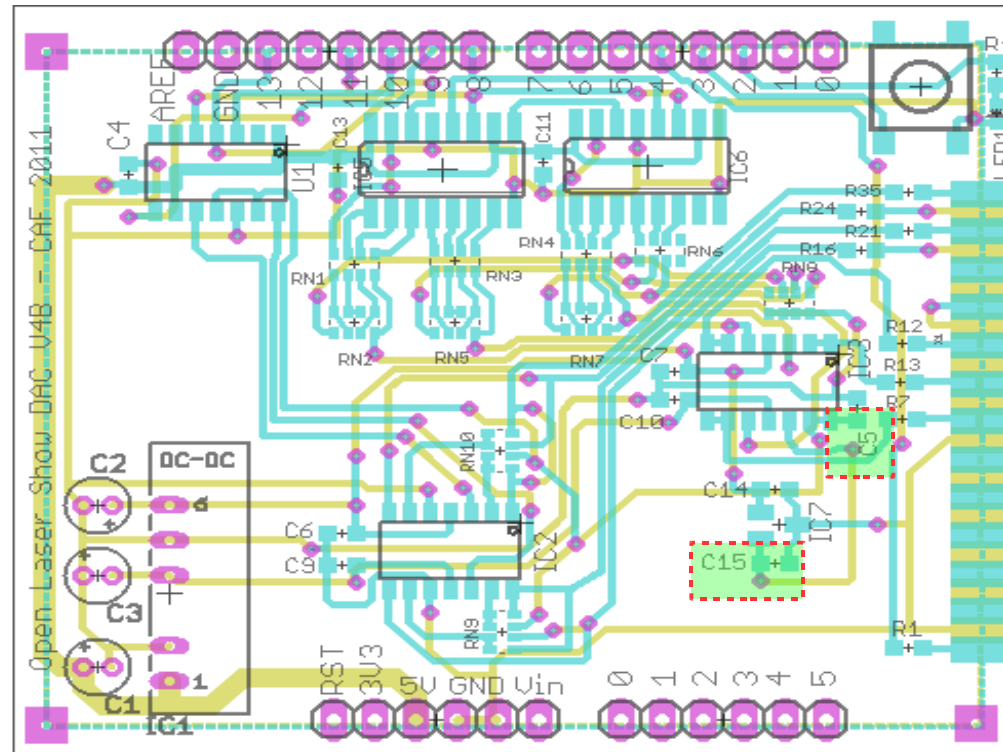 AREF
GND
13
12
11
10
9
8
7
6
5
4
3
2
1
0
C4
U1
C13
IC5
C11
IC6
LED1
R35
R24
R21
R16
RN1
RN3
RN4
RN6
RN8
RN2
RN5
RN7
C7
C10
IC3
R12
R13
R7
C5
Open Laser Show DAC V4B - CAF 2011
C2
DC-DC
6
C3
C1
1
IC1
RN10
C6
C9
IC2
C14
IC7
C15
RN9
R1
RST
3V3
5V
GND
Vin
0
1
2
3
4
5